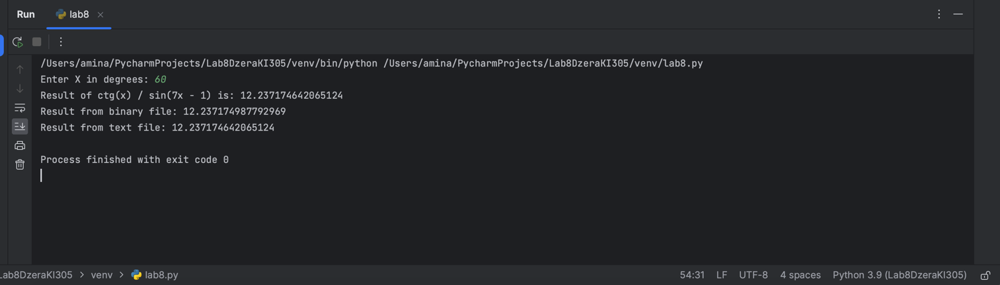 Run lab8
/Users/amina/PycharmProjects/Lab8DzeraKI305/venv/bin/python /Users/amina/PycharmProjects/Lab8DzeraKI305/venv/lab8.py
Enter X in degrees: 60
Result of ctg(x) / sin(7x - 1) is: 12.237174642065124
Result from binary file: 12.237174987792969
Result from text file: 12.237174642065124
Process finished with exit code 0
Lab8DzeraKI305 > venv > lab8.py 54:31 LF UTF-8 4 spaces Python 3.9 (Lab8DzeraKI305)